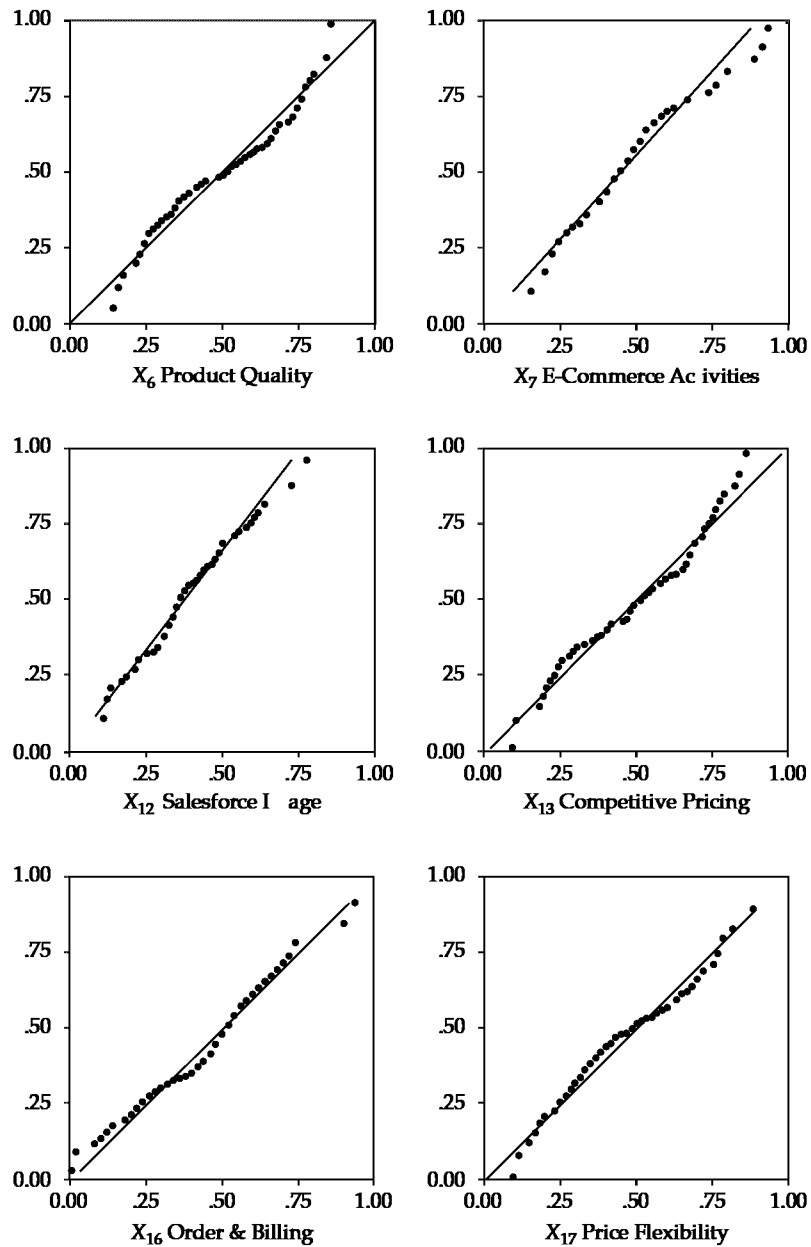 1.00
.75
.50
.25
0.00
0.00 .25 .50 .75 1.00
X6 Product Quality
1.00
.75
.50
.25
0.00
0.00 .25 .50 .75 1.00
X7 E-Commerce Ac ivities
1.00
.75
.50
.25
0.00
0.00 .25 .50 .75 1.00
X12 Salesforce I age
1.00
.75
.50
.25
0.00
0.00 .25 .50 .75 1.00
X13 Competitive Pricing
1.00
.75
.50
.25
0.00
0.00 .25 .50 .75 1.00
X16 Order & Billing
1.00
.75
.50
.25
0.00
0.00 .25 .50 .75 1.00
X17 Price Flexibility